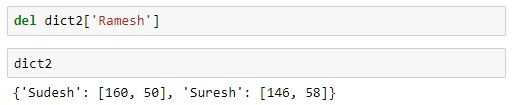 del dict2['Ramesh']
dict2
{'Sudesh': [160, 50], 'Suresh': [146, 58]}